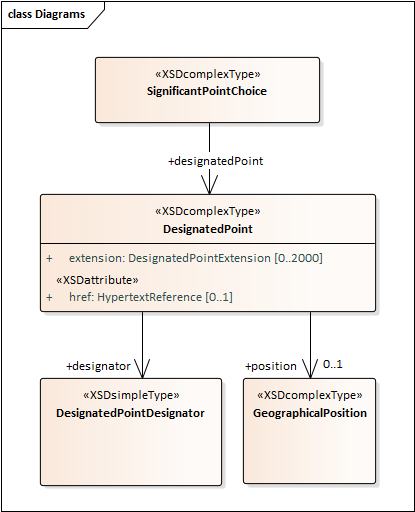 class Diagrams
«XSDcomplexType»
SignificantPointChoice
+designatedPoint
«XSDcomplexType»
DesignatedPoint
+ extension: DesignatedPointExtension [0..2000]
«XSDattribute»
+ href: HypertextReference [0..1]
+designator
+position 0..1
«XSDsimpleType»
DesignatedPointDesignator
«XSDcomplexType»
GeographicalPosition